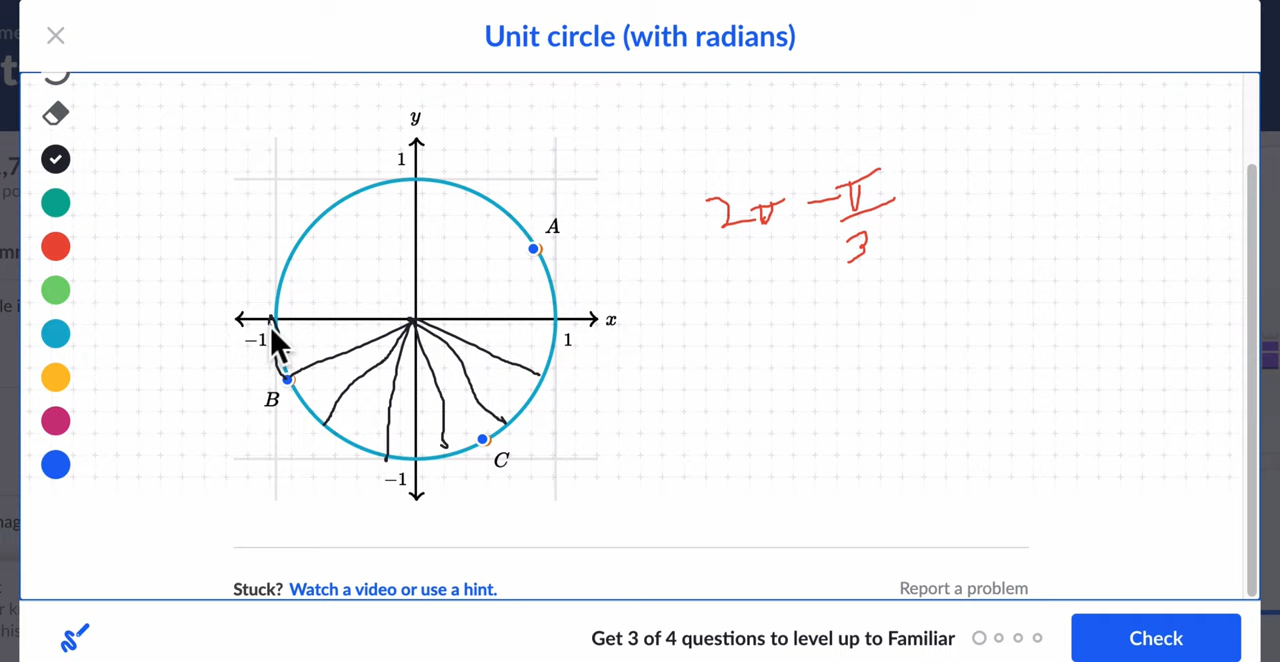 Unit circle (with radians)
y
1
A
2π - π/3
x
-1
1
B
C
-1
Stuck? Watch a video or use a hint.
Report a problem
Get 3 of 4 questions to level up to Familiar
Check